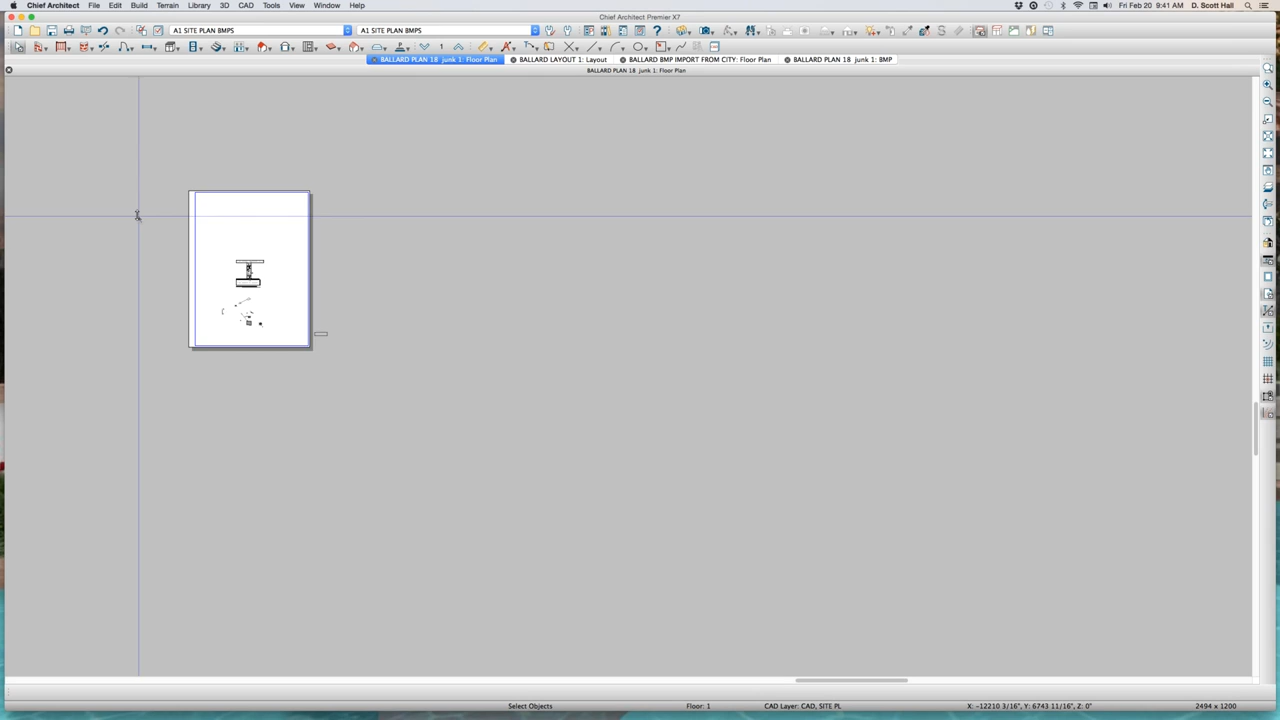 Chief Architect File Edit Build Terrain Library 3D CAD Tools View Window Help Fri Feb 20 9:41 AM D. Scott Hall
Chief Architect Premier X7
A1 SITE PLAN BMPS A1 SITE PLAN BMPS
BALLARD PLAN 18 junk 1: Floor Plan BALLARD LAYOUT 1: Layout BALLARD BMP IMPORT FROM CITY: Floor Plan BALLARD PLAN 18 junk 1: BMP
BALLARD PLAN 18 junk 1: Floor Plan
Select Objects Floor: 1 CAD Layer: CAD, SITE PL X: -12210 3/16", Y: 6743 11/16", Z: 0" 2494 x 1200